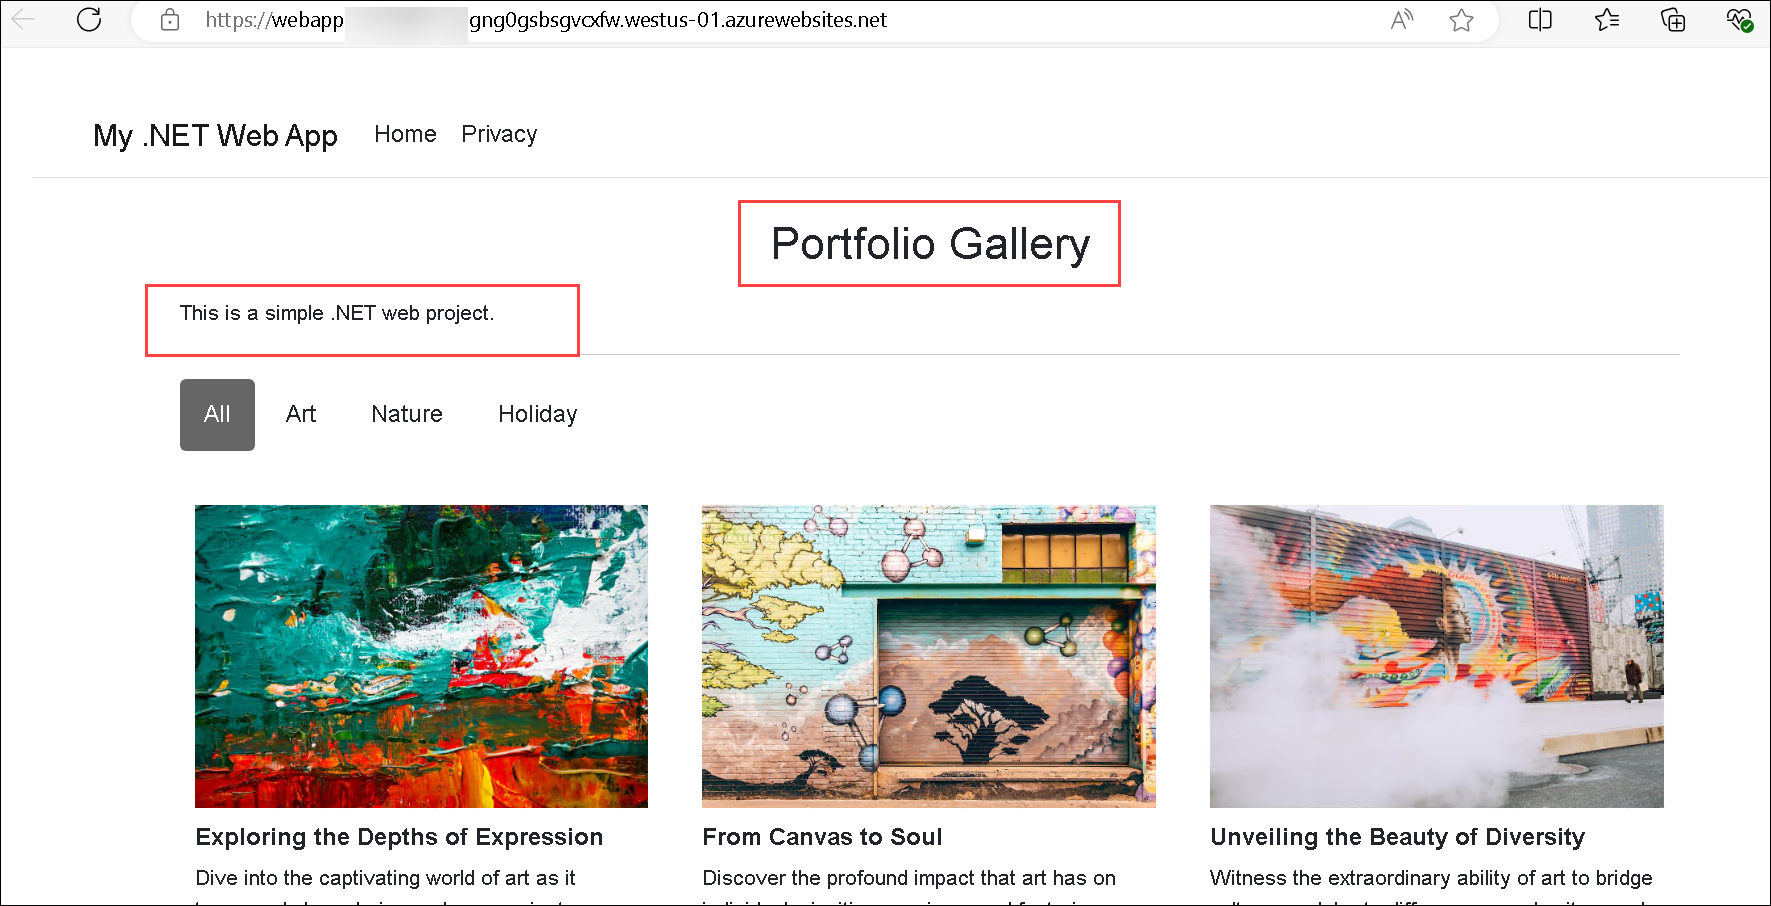 https://webapp gng0gsbsgvcxfw.westus-01.azurewebsites.net
My .NET Web App Home Privacy
Portfolio Gallery
This is a simple .NET web project.
All Art Nature Holiday
Exploring the Depths of Expression
Dive into the captivating world of art as it
From Canvas to Soul
Discover the profound impact that art has on
Unveiling the Beauty of Diversity
Witness the extraordinary ability of art to bridge